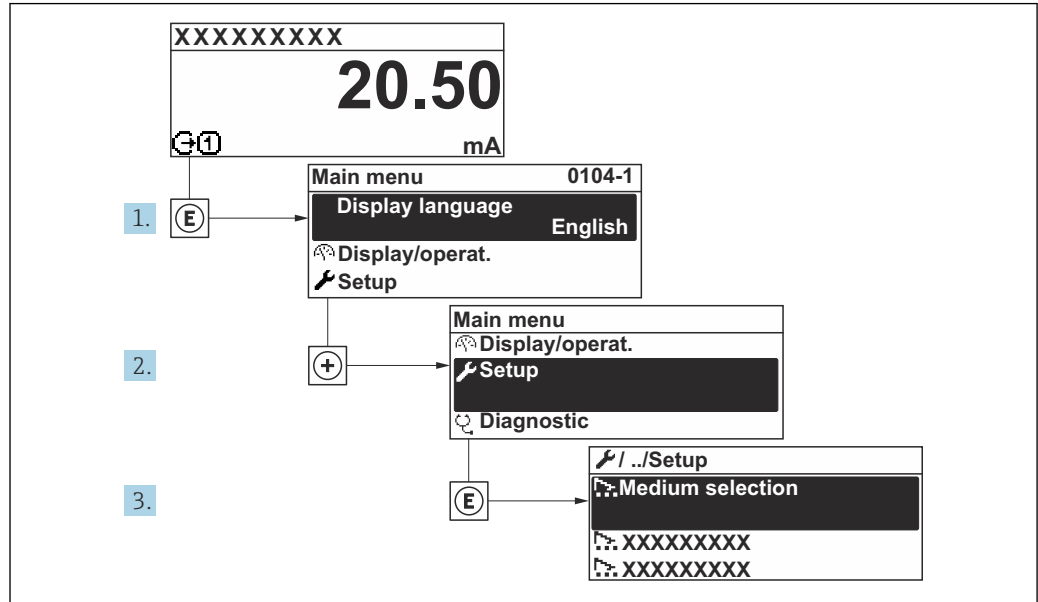 XXXXXXXXX
20.50
1 mA
1. E
Main menu 0104-1
Display language
English
Display/operat.
Setup
2. +
Main menu
Display/operat.
Setup
Diagnostic
3. E
/ ../Setup
Medium selection
XXXXXXXXX
XXXXXXXXX